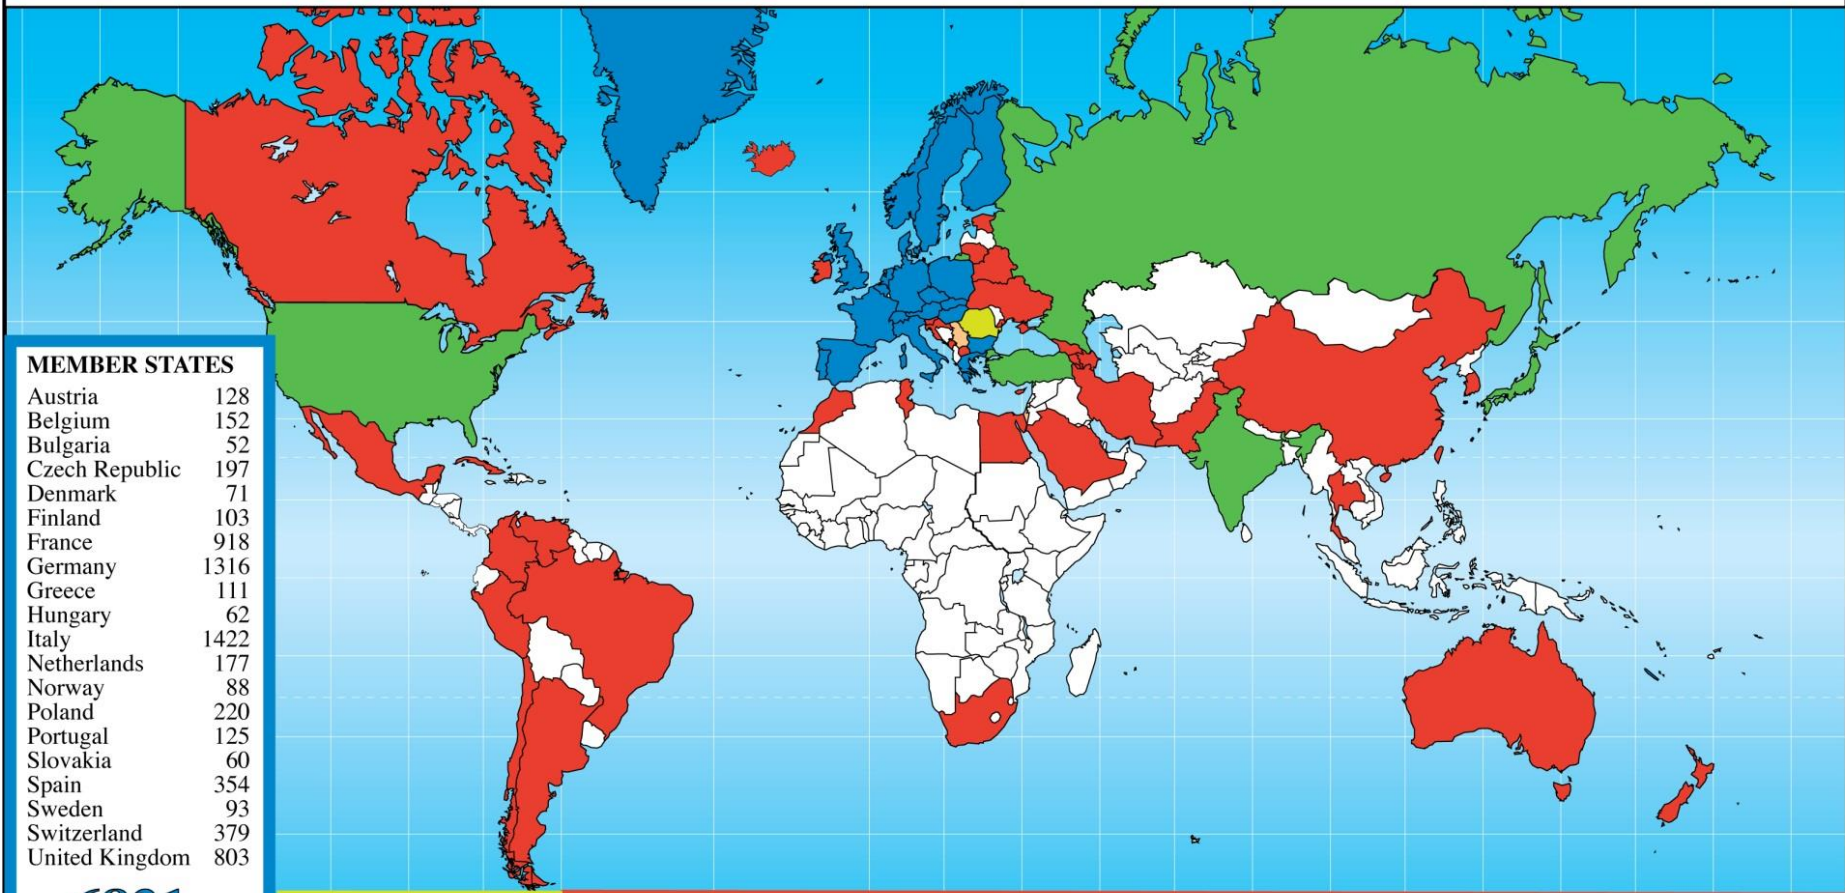 MEMBER STATES
Austria 128
Belgium 152
Bulgaria 52
Czech Republic 197
Denmark 71
Finland 103
France 918
Germany 1316
Greece 111
Hungary 62
Italy 1422
Netherlands 177
Norway 88
Poland 220
Portugal 125
Slovakia 60
Spain 354
Sweden 93
Switzerland 379
United Kingdom 803